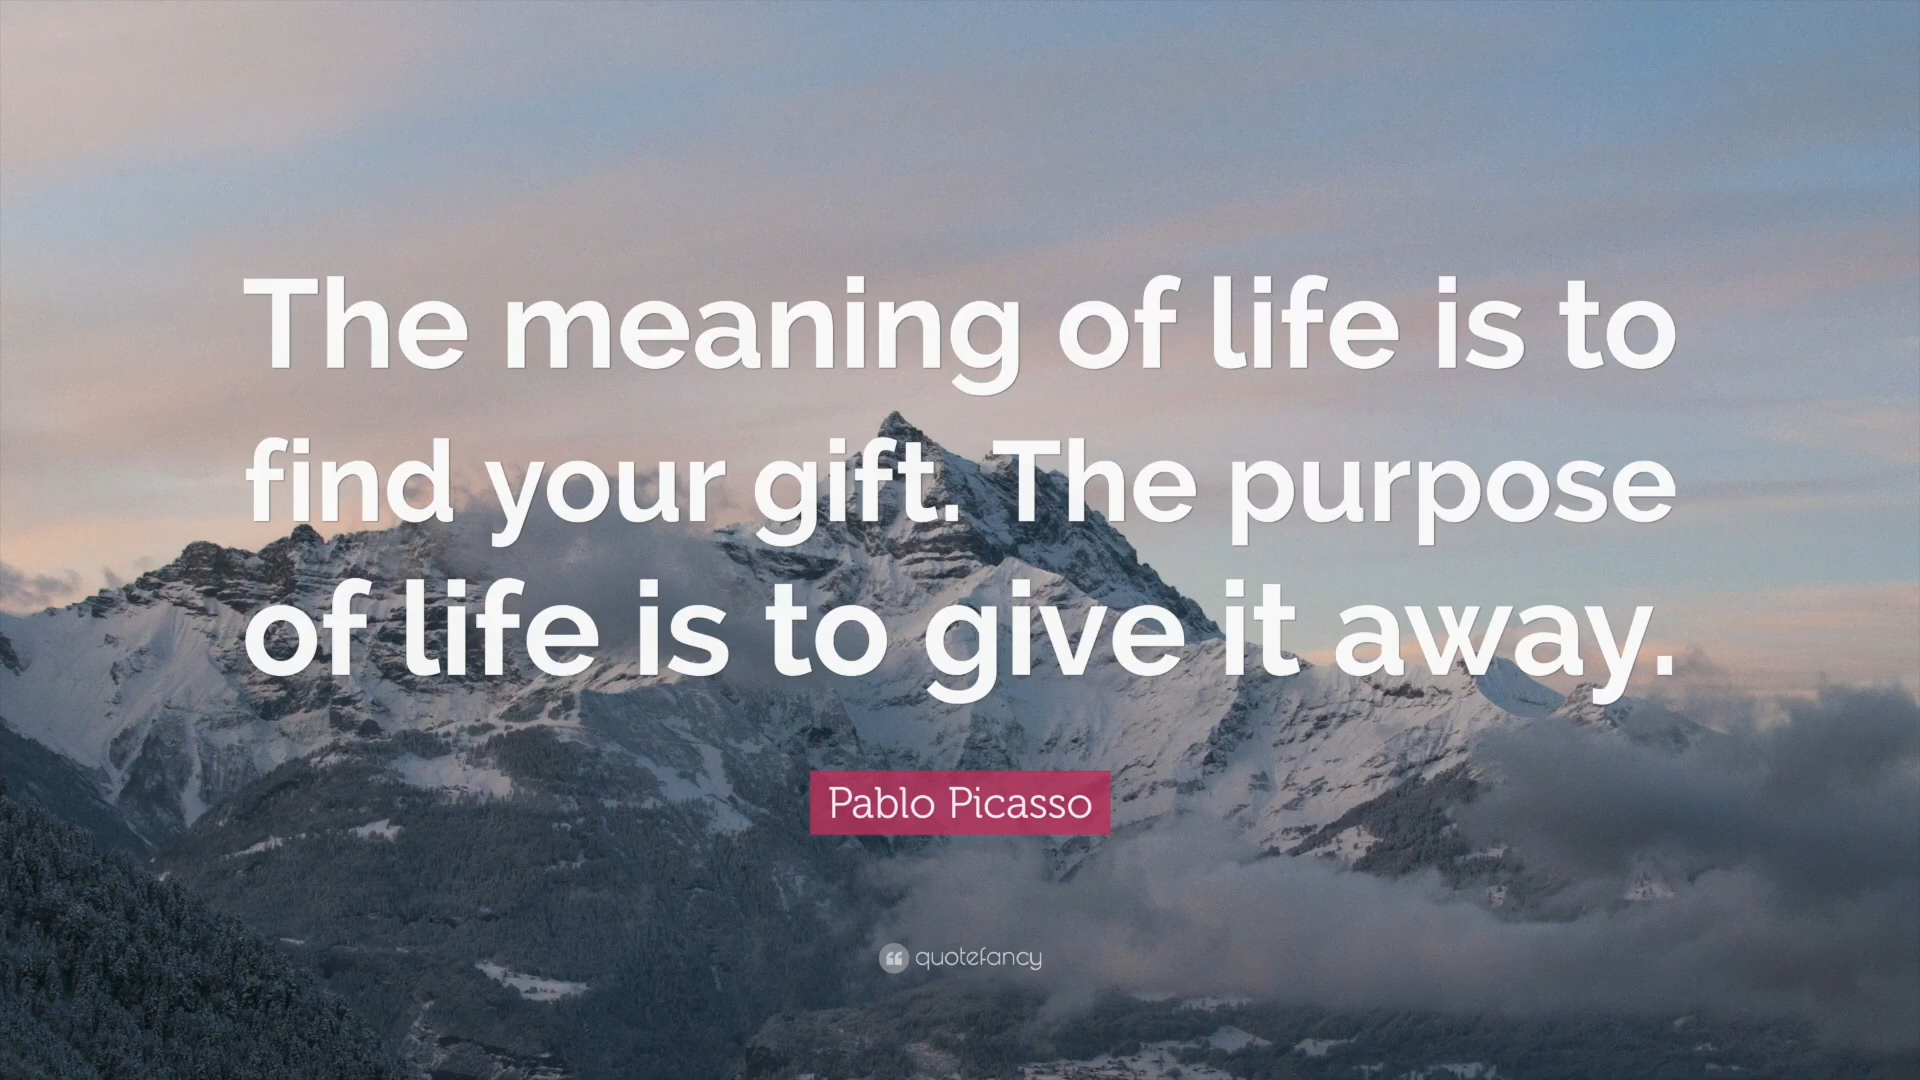 The meaning of life is to
find your gift. The purpose
of life is to give it away.
Pablo Picasso
quotefancy